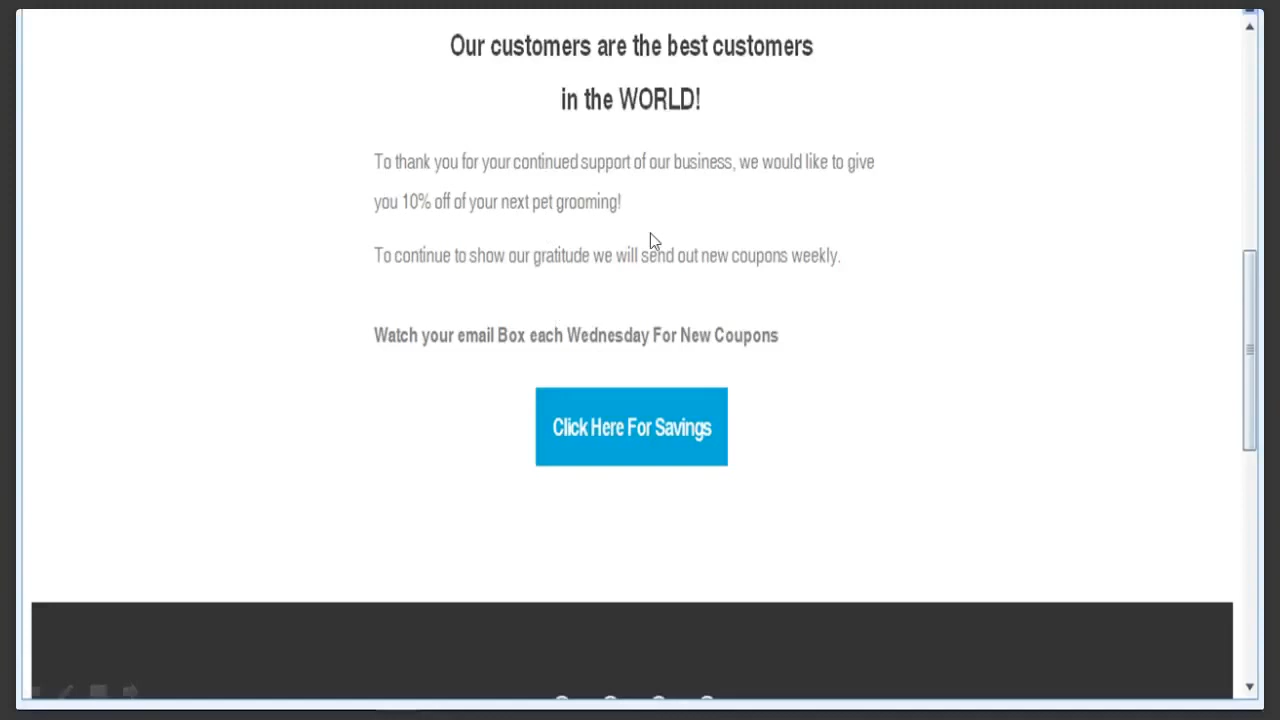 Our customers are the best customers
in the WORLD!
To thank you for your continued support of our business, we would like to give
you 10% off of your next pet grooming!
To continue to show our gratitude we will send out new coupons weekly.
Watch your email Box each Wednesday For New Coupons
Click Here For Savings